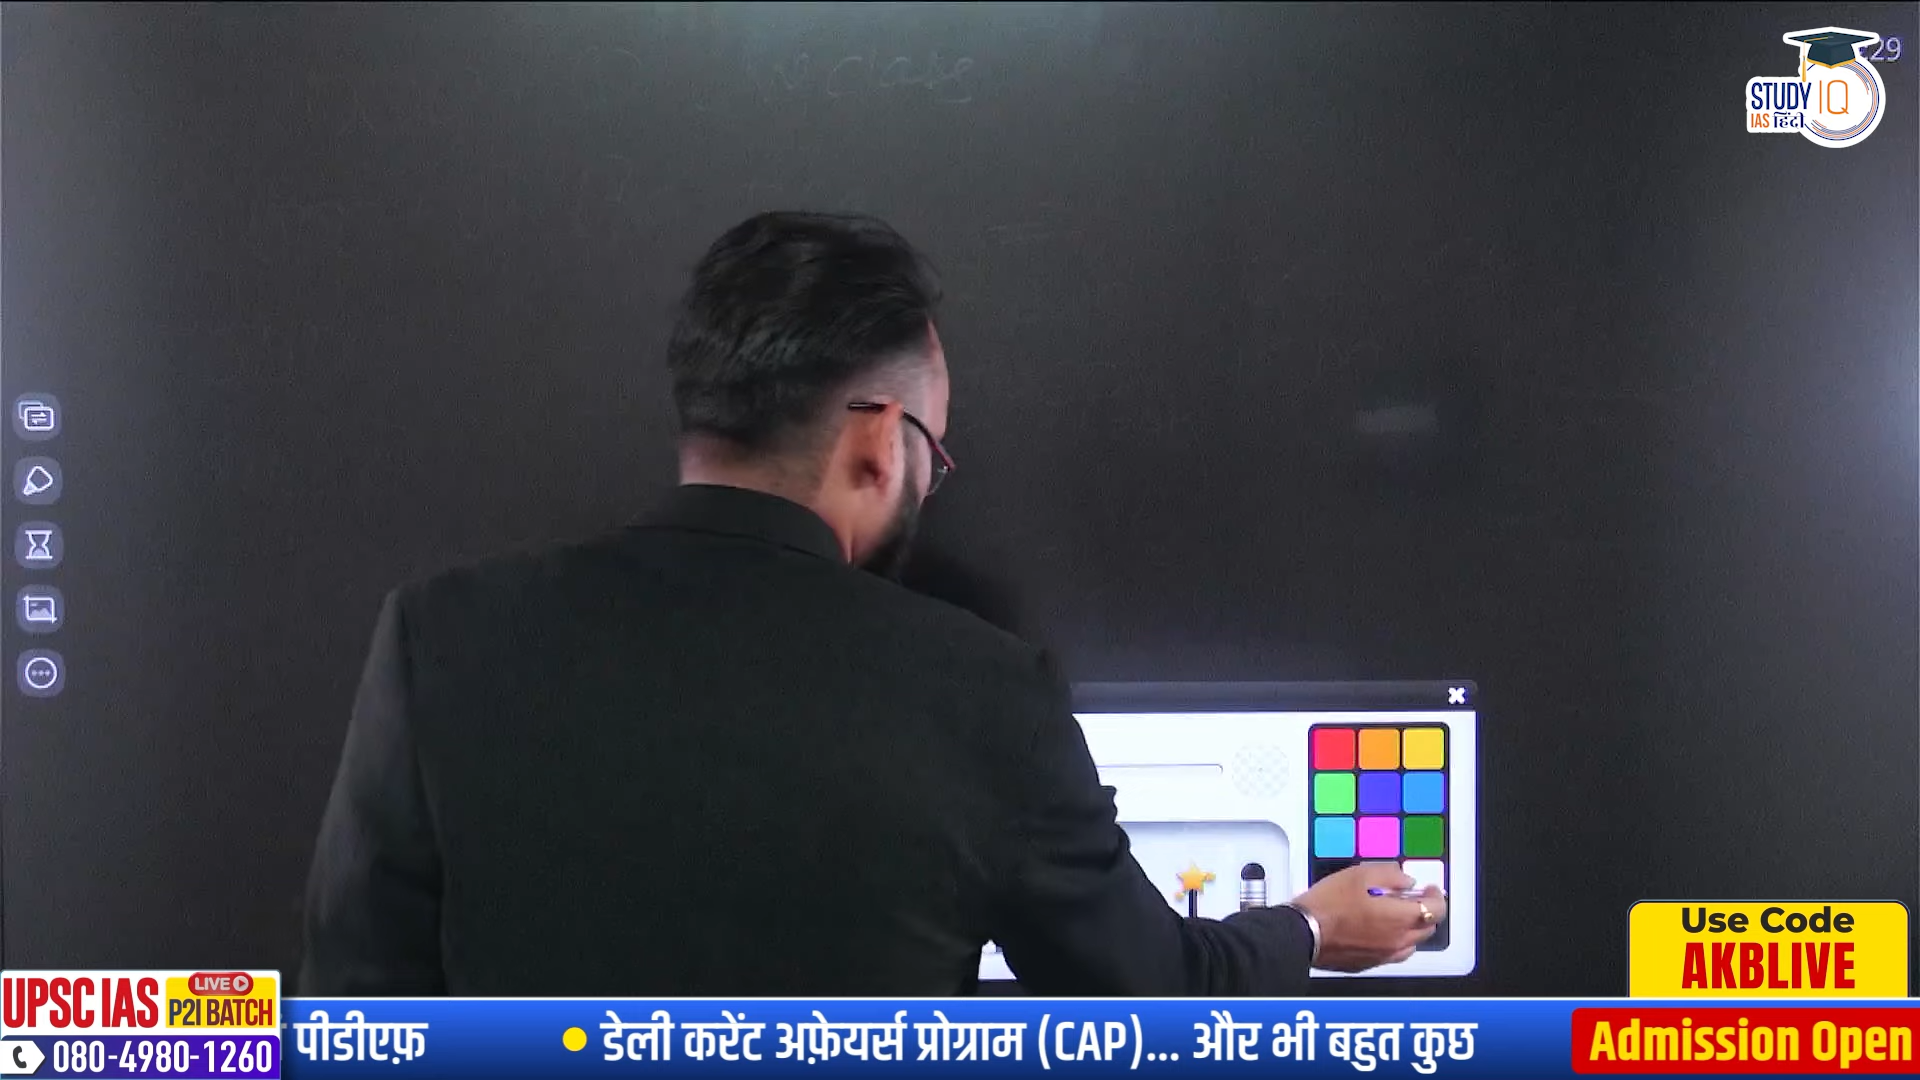 :29
STUDY IQ
IAS हिंदी
Use Code
AKBLIVE
UPSC IAS
LIVE
P2I BATCH
080-4980-1260
पीडीएफ़
डेली करेंट अफ़ेयर्स प्रोग्राम (CAP)... और भी बहुत कुछ
Admission Open